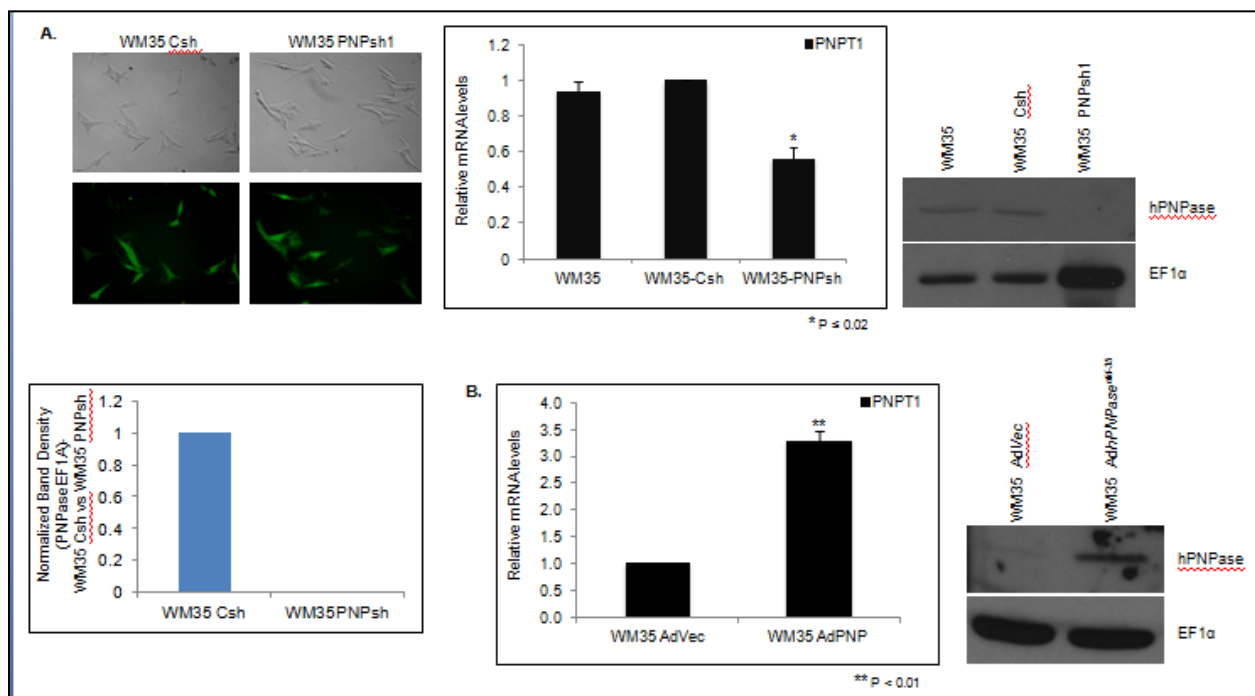 A.
WM35 Csh
WM35 PNPsh1
PNPT1
Relative mRNAlevels
1.2
1
0.8
0.6
0.4
0.2
0
*
WM35
WM35-Csh
WM35-PNPsh
* P ≤ 0.02
WM35
WM35 Csh
WM35 PNPsh1
hPNPase
EF1α
Normalized Band Density
(PNPaseEF1A)
WM35 Csh vs WM35 PNPsh
1.2
1
0.8
0.6
0.4
0.2
0
WM35 Csh
WM35PNPsh
B.
PNPT1
Relative mRNAlevels
4.0
3.5
3.0
2.5
2.0
1.5
1.0
0.5
0.0
**
WM35 AdVec
WM35 AdPNP
** P < 0.01
WM35 AdVec
WM35 AdhPNPase
hPNPase
EF1α